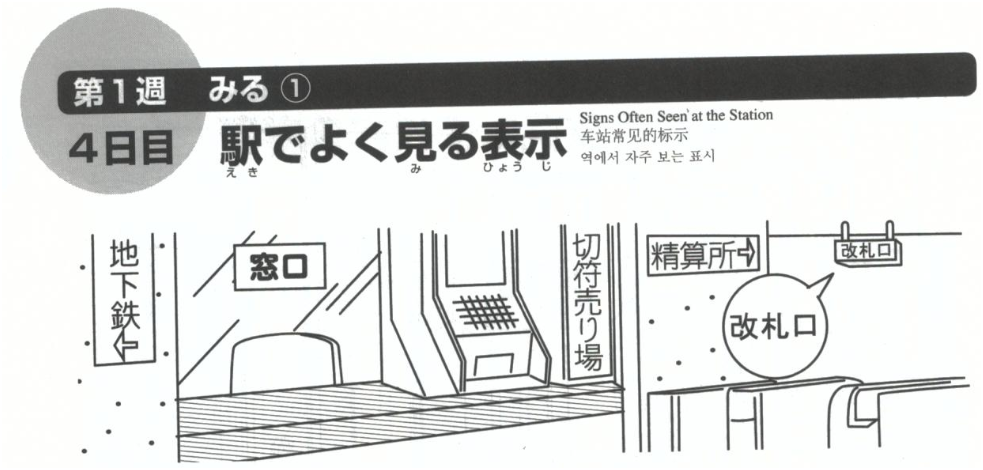 第1週 みる ①
4日目 駅でよく見る表示
えき み ひょうじ
Signs Often Seen at the Station
车站常见的标示
역에서 자주 보는 표시
地下鉄⇦
窓口
切符売り場
精算所⇨
改札口
改札口